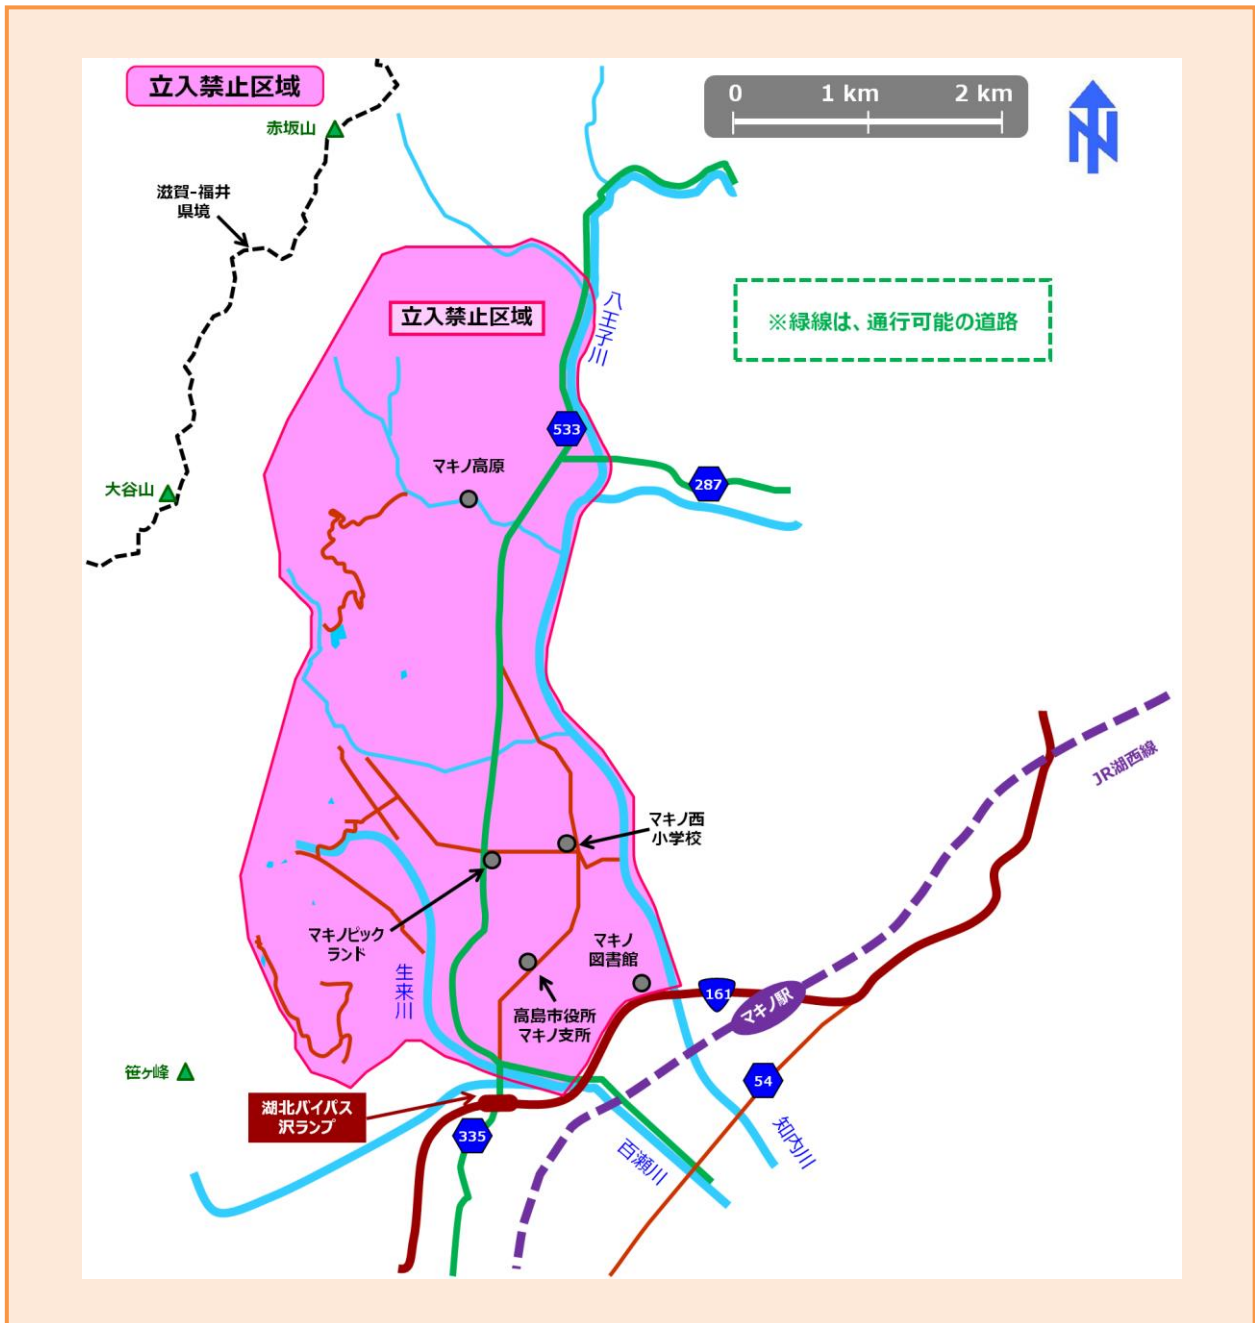 立入禁止区域
0 1 km 2 km
N
赤坂山
滋賀-福井
県境
立入禁止区域
八王子川
※緑線は、通行可能の道路
533
マキノ高原
287
大谷山
JR湖西線
マキノ西
小学校
マキノピック
ランド
マキノ
図書館
生来川
161
マキノ駅
高島市役所
マキノ支所
笹ヶ峰
54
湖北バイパス
沢ランプ
335
百瀬川
知内川